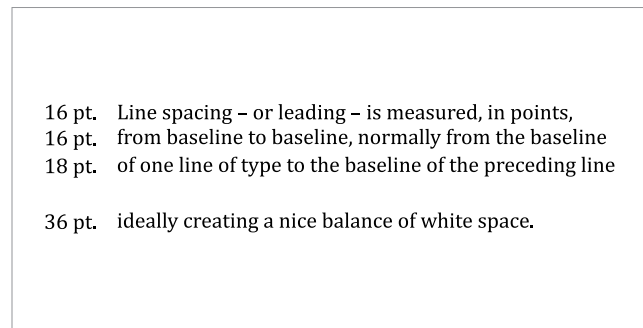 16 pt. Line spacing – or leading – is measured, in points,
16 pt. from baseline to baseline, normally from the baseline
18 pt. of one line of type to the baseline of the preceding line
36 pt. ideally creating a nice balance of white space.